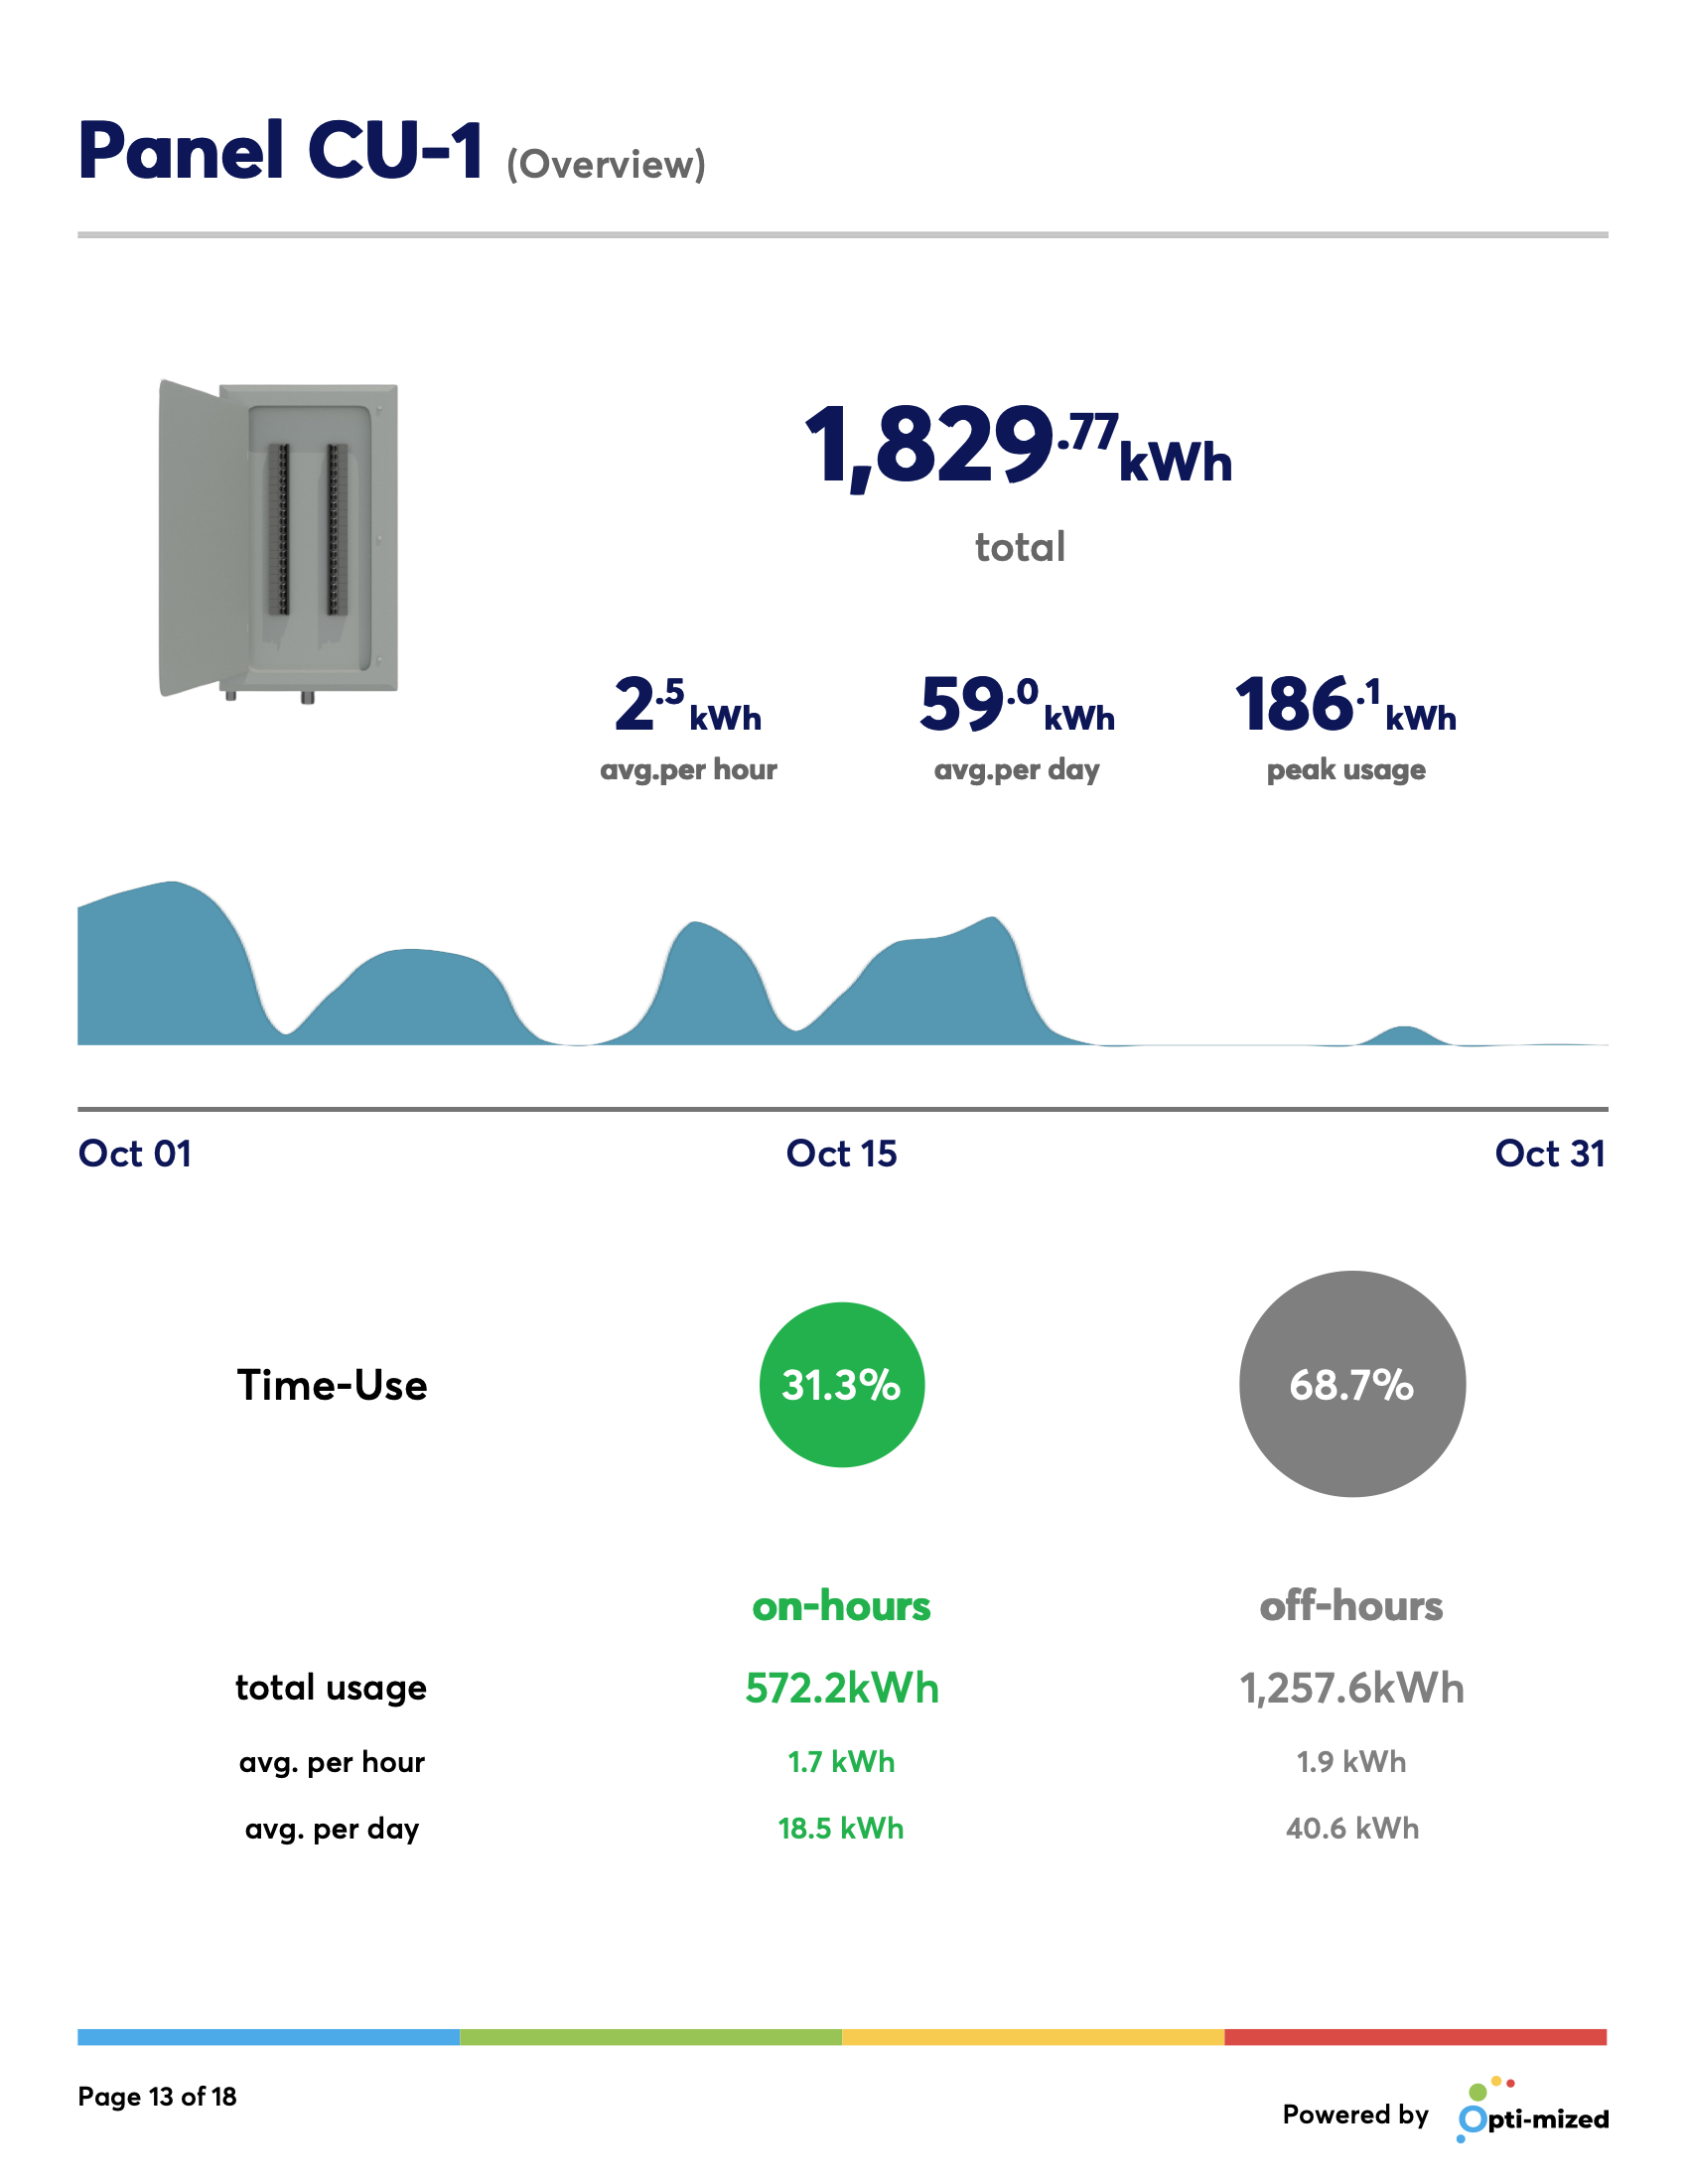 Panel CU-1 (Overview)
1,829.77kWh
total
2.5 kWh 59.0 kWh 186.1 kWh
avg.per hour avg.per day peak usage
Oct 01 Oct 15 Oct 31
Time-Use 31.3% 68.7%
on-hours off-hours
total usage 572.2kWh 1,257.6kWh
avg. per hour 1.7 kWh 1.9 kWh
avg. per day 18.5 kWh 40.6 kWh
Page 13 of 18
Powered by Opti-mized